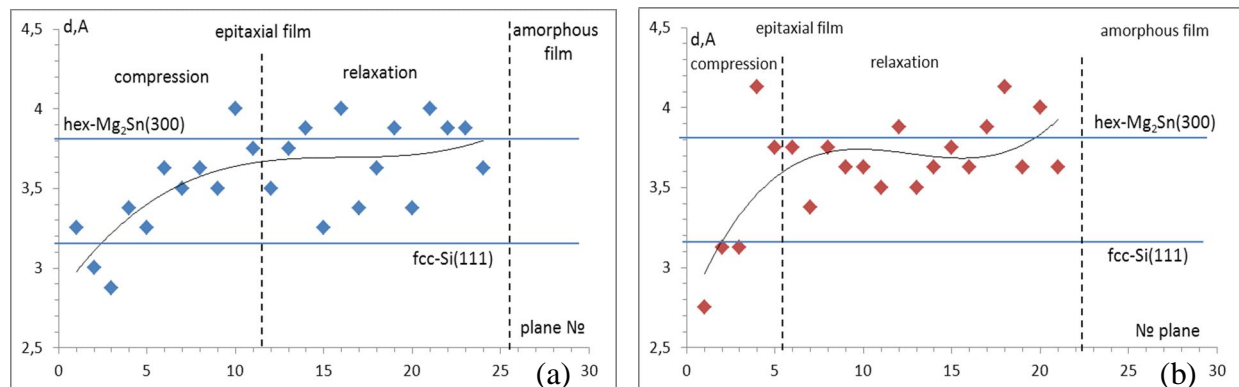 4,5
d,A
epitaxial film
amorphous
film
compression
relaxation
4
hex-Mg₂Sn(300)
3,5
3
fcc-Si(111)
plane №
2,5
0 5 10 15 20 25 30
(a)
4,5
d,A
epitaxial film
amorphous film
compression
relaxation
4
hex-Mg₂Sn(300)
3,5
3
fcc-Si(111)
№ plane
2,5
0 5 10 15 20 25 30
(b)